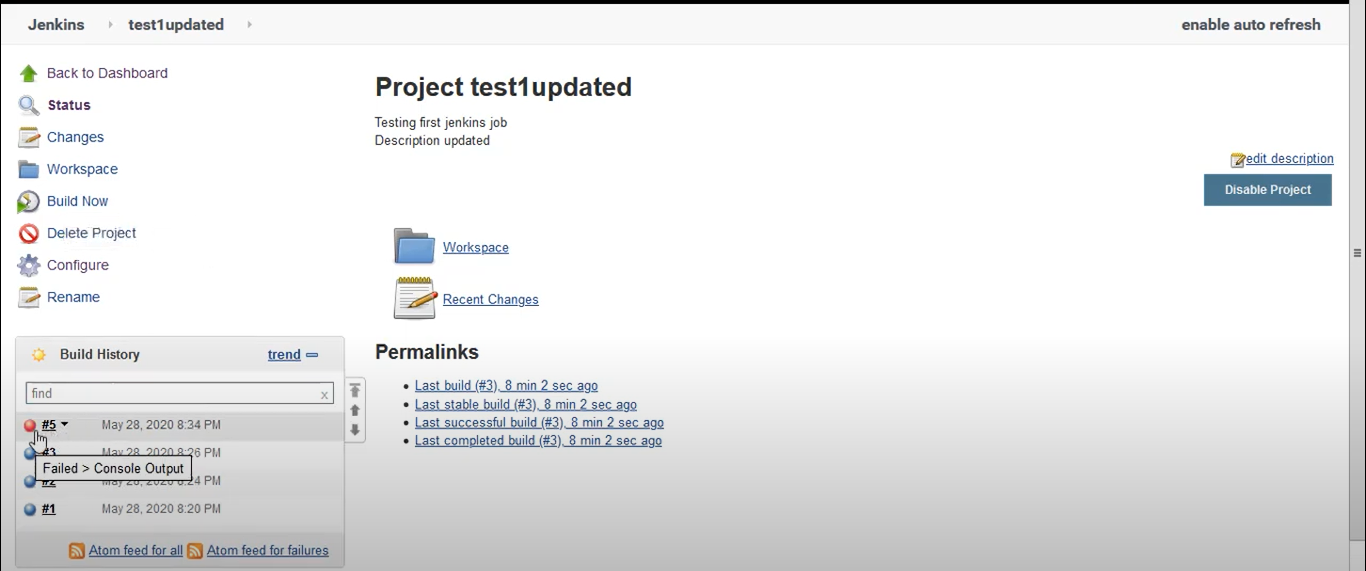 Jenkins test1updated enable auto refresh
Back to Dashboard
Status
Changes
Workspace
Build Now
Delete Project
Configure
Rename
Build History trend
find x
#5 May 28, 2020 8:34 PM
#3 May 28, 2020 8:26 PM
Failed > Console Output
#2 May 28, 2020 8:24 PM
#1 May 28, 2020 8:20 PM
Atom feed for all Atom feed for failures
Project test1updated
Testing first jenkins job
Description updated
edit description
Disable Project
Workspace
Recent Changes
Permalinks
Last build (#3), 8 min 2 sec ago
Last stable build (#3), 8 min 2 sec ago
Last successful build (#3), 8 min 2 sec ago
Last completed build (#3), 8 min 2 sec ago